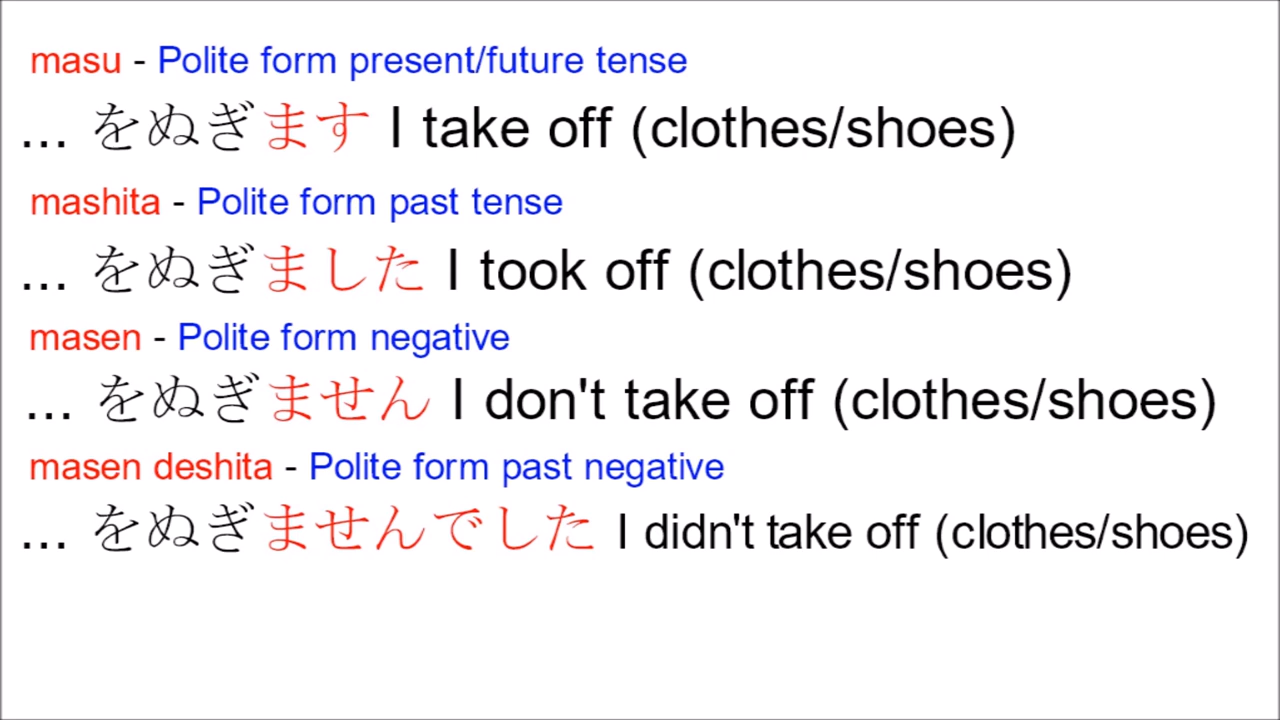 masu - Polite form present/future tense
... をぬぎます I take off (clothes/shoes)
mashita - Polite form past tense
... をぬぎました I took off (clothes/shoes)
masen - Polite form negative
... をぬぎません I don't take off (clothes/shoes)
masen deshita - Polite form past negative
... をぬぎませんでした I didn't take off (clothes/shoes)